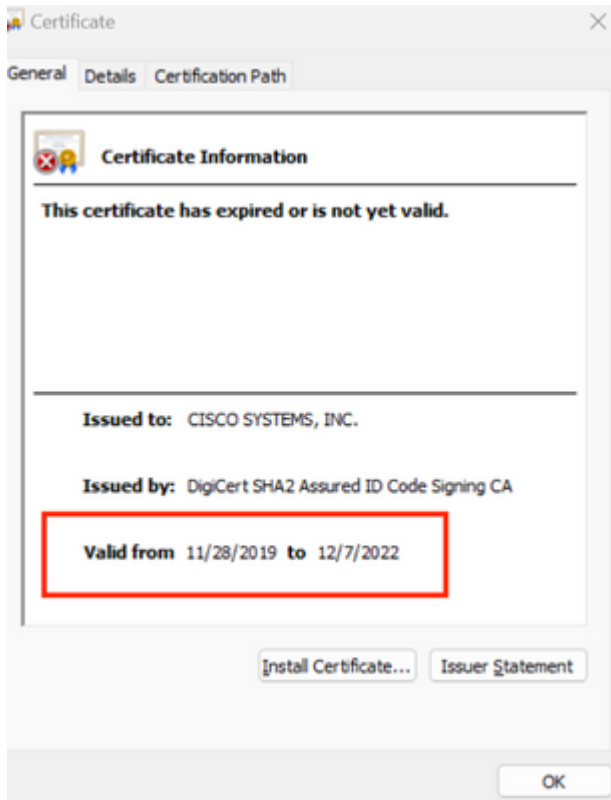 Certificate
General Details Certification Path
Certificate Information
This certificate has expired or is not yet valid.
Issued to: CISCO SYSTEMS, INC.
Issued by: DigiCert SHA2 Assured ID Code Signing CA
Valid from 11/28/2019 to 12/7/2022
Install Certificate... Issuer Statement
OK